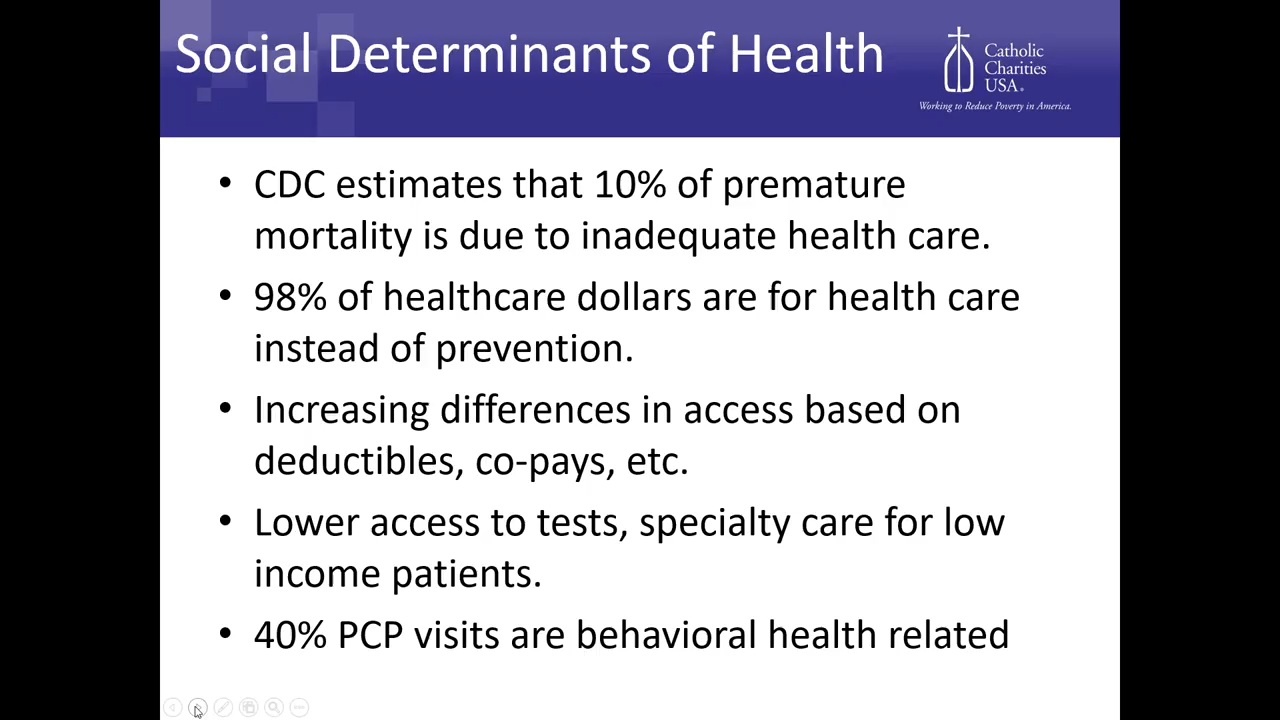 Social Determinants of Health
Catholic
Charities
USA®
Working to Reduce Poverty in America.
• CDC estimates that 10% of premature
mortality is due to inadequate health care.
• 98% of healthcare dollars are for health care
instead of prevention.
• Increasing differences in access based on
deductibles, co-pays, etc.
• Lower access to tests, specialty care for low
income patients.
• 40% PCP visits are behavioral health related